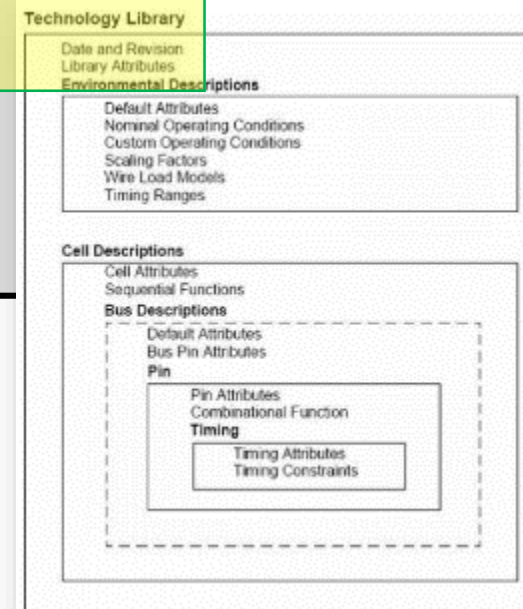 Technology Library
Date and Revision
Library Attributes
Environmental Descriptions
Default Attributes
Nominal Operating Conditions
Custom Operating Conditions
Scaling Factors
Wire Load Models
Timing Ranges
Cell Descriptions
Cell Attributes
Sequential Functions
Bus Descriptions
Default Attributes
Bus Pin Attributes
Pin
Pin Attributes
Combinational Function
Timing
Timing Attributes
Timing Constraints